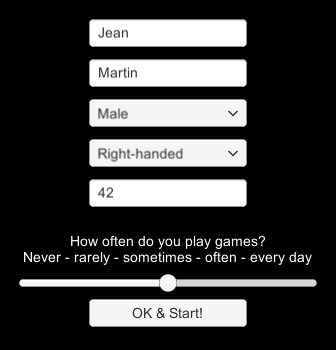 Jean
Martin
Male
Right-handed
42
How often do you play games?
Never - rarely - sometimes - often - every day
OK & Start!